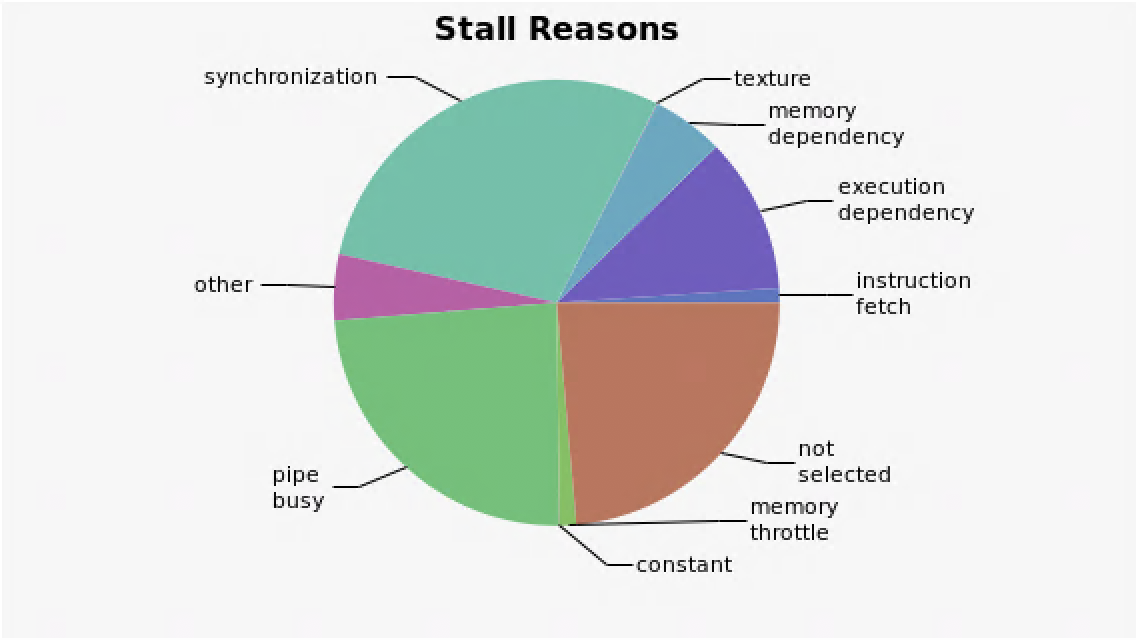 Stall Reasons
synchronization
texture
memory
dependency
execution
dependency
other
instruction
fetch
not
selected
pipe
busy
memory
throttle
constant